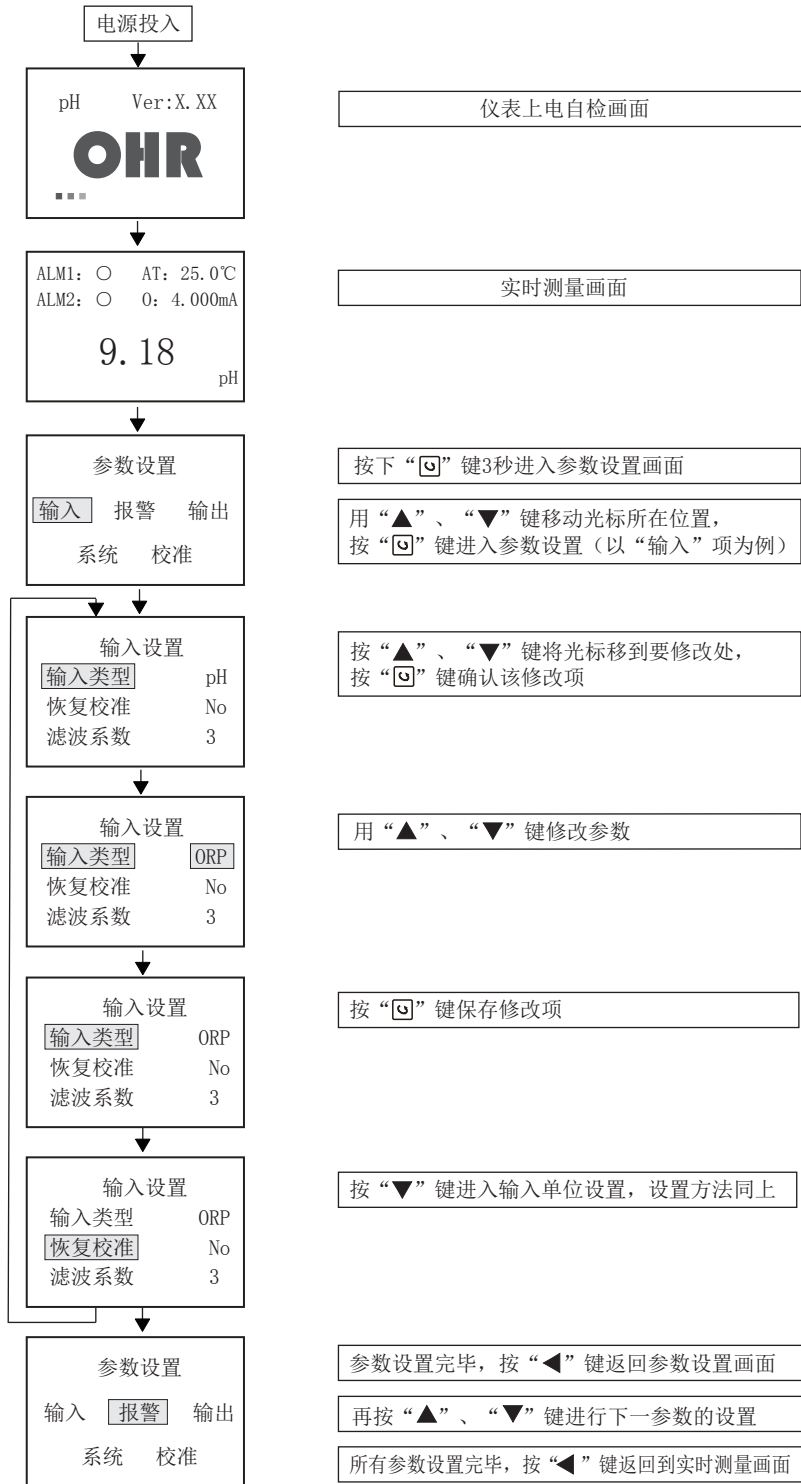 电源投入
pH Ver:X.XX
OHR
仪表上电自检画面
ALM1: ○ AT: 25.0℃
ALM2: ○ O: 4.000mA
9.18
pH
实时测量画面
参数设置
输入 报警 输出
系统 校准
按下“”键3秒进入参数设置画面
用“▲”、“▼”键移动光标所在位置，
按“”键进入参数设置（以“输入”项为例）
输入设置
输入类型 pH
恢复校准 No
滤波系数 3
按“▲”、“▼”键将光标移到要修改处，
按“”键确认该修改项
输入设置
输入类型 ORP
恢复校准 No
滤波系数 3
用“▲”、“▼”键修改参数
输入设置
输入类型 ORP
恢复校准 No
滤波系数 3
按“”键保存修改项
输入设置
输入类型 ORP
恢复校准 No
滤波系数 3
按“▼”键进入输入单位设置，设置方法同上
参数设置
输入 报警 输出
系统 校准
参数设置完毕，按“◀”键返回参数设置画面
再按“▲”、“▼”键进行下一参数的设置
所有参数设置完毕，按“◀”键返回到实时测量画面